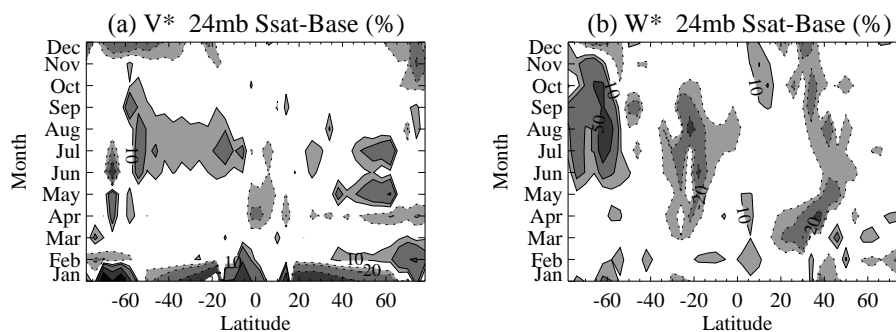 (a) V* 24mb Ssat-Base (%)
Dec
Nov
Oct
Sep
Aug
Jul
Jun
May
Apr
Mar
Feb
Jan
Month
10
10
10
20
-60 -40 -20 0 20 40 60
Latitude
(b) W* 24mb Ssat-Base (%)
Dec
Nov
Oct
Sep
Aug
Jul
Jun
May
Apr
Mar
Feb
Jan
Month
10
50
10
20
10
20
-60 -40 -20 0 20 40 60
Latitude